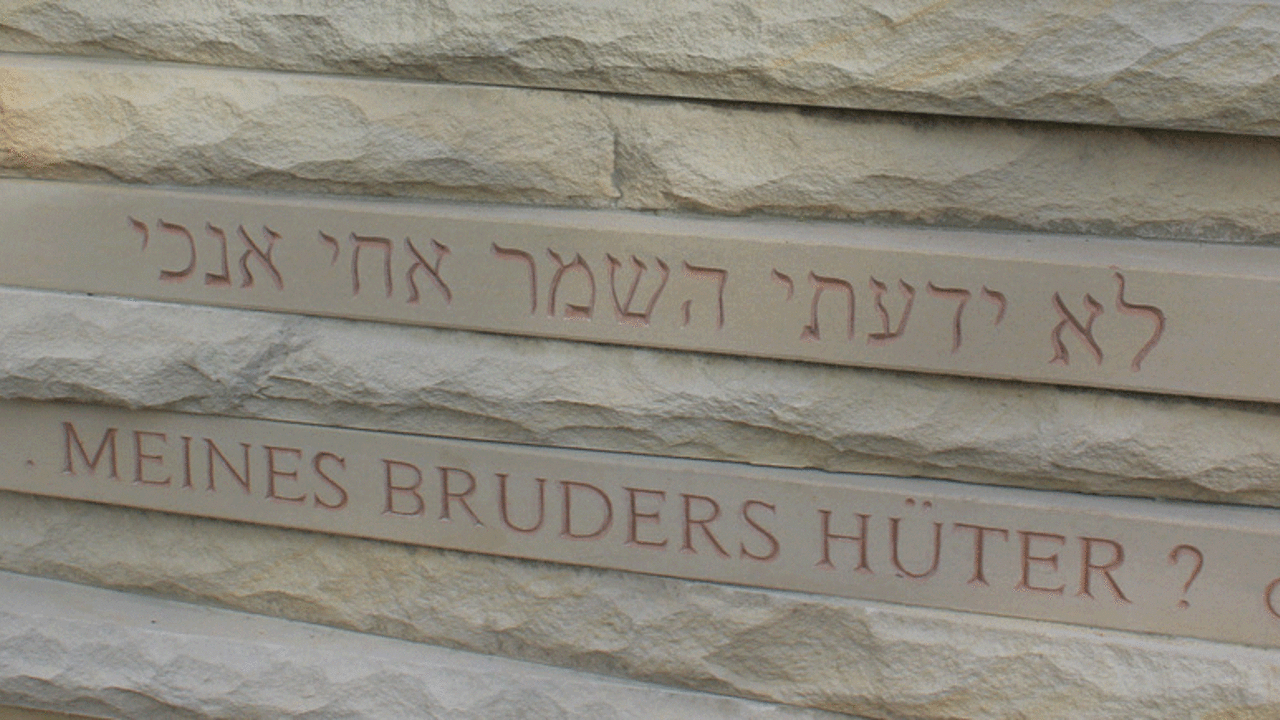 לא ידעתי השמר אחי אנכי
. MEINES BRUDERS HÜTER ?